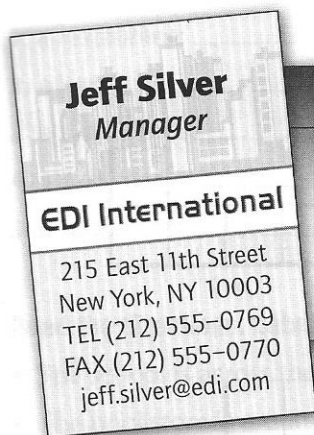 Jeff Silver
Manager
EDI International
215 East 11th Street
New York, NY 10003
TEL (212) 555–0769
FAX (212) 555–0770
jeff.silver@edi.com